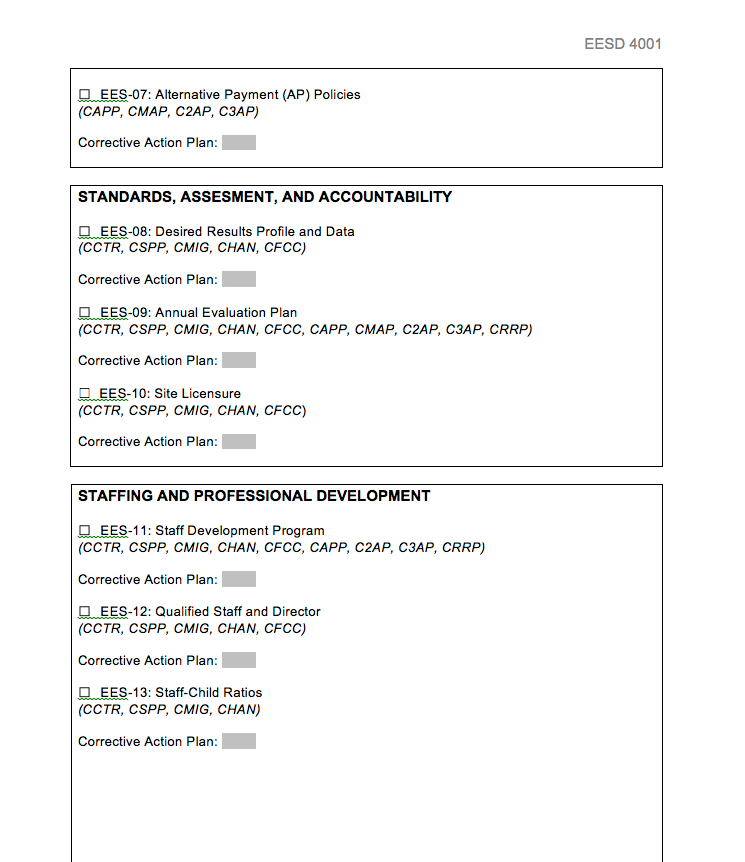 EESD 4001
☐ EES-07: Alternative Payment (AP) Policies
(CAPP, CMAP, C2AP, C3AP)
Corrective Action Plan:
STANDARDS, ASSESMENT, AND ACCOUNTABILITY
☐ EES-08: Desired Results Profile and Data
(CCTR, CSPP, CMIG, CHAN, CFCC)
Corrective Action Plan:
☐ EES-09: Annual Evaluation Plan
(CCTR, CSPP, CMIG, CHAN, CFCC, CAPP, CMAP, C2AP, C3AP, CRRP)
Corrective Action Plan:
☐ EES-10: Site Licensure
(CCTR, CSPP, CMIG, CHAN, CFCC)
Corrective Action Plan:
STAFFING AND PROFESSIONAL DEVELOPMENT
☐ EES-11: Staff Development Program
(CCTR, CSPP, CMIG, CHAN, CFCC, CAPP, C2AP, C3AP, CRRP)
Corrective Action Plan:
☐ EES-12: Qualified Staff and Director
(CCTR, CSPP, CMIG, CHAN, CFCC)
Corrective Action Plan:
☐ EES-13: Staff-Child Ratios
(CCTR, CSPP, CMIG, CHAN)
Corrective Action Plan: